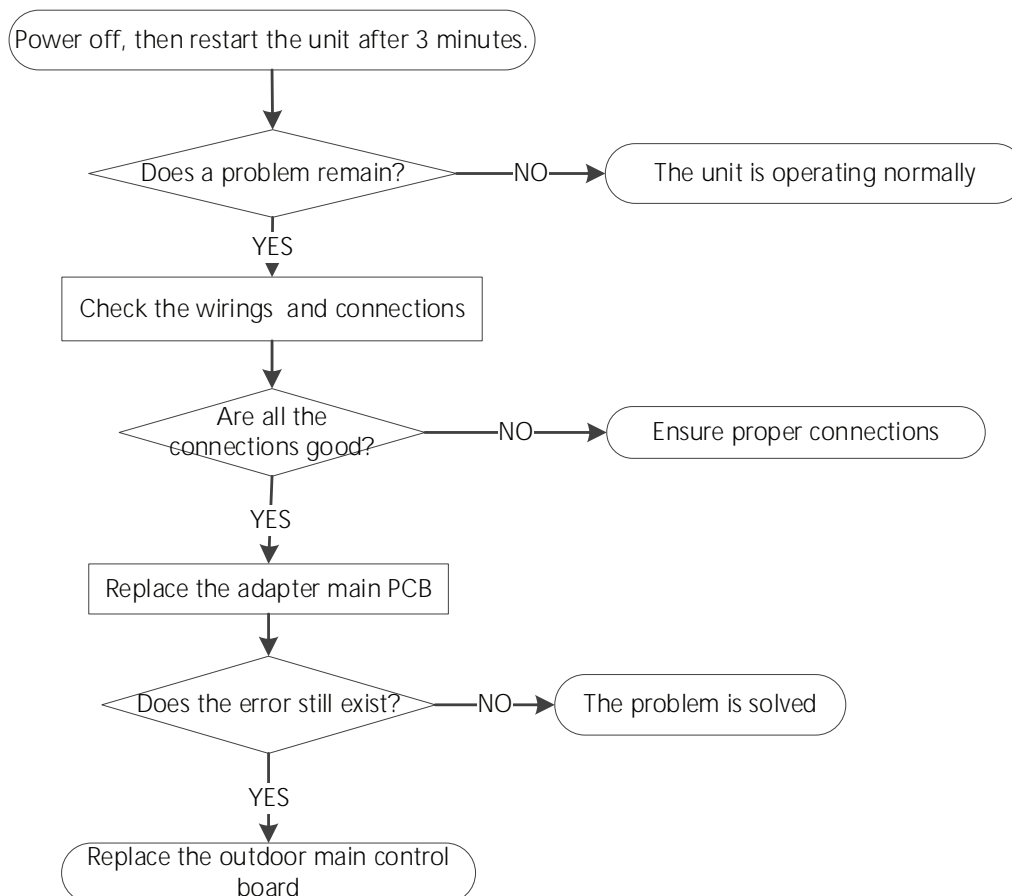 Power off, then restart the unit after 3 minutes.
Does a problem remain?
NO
The unit is operating normally
YES
Check the wirings and connections
Are all the
connections good?
NO
Ensure proper connections
YES
Replace the adapter main PCB
Does the error still exist?
NO
The problem is solved
YES
Replace the outdoor main control
board